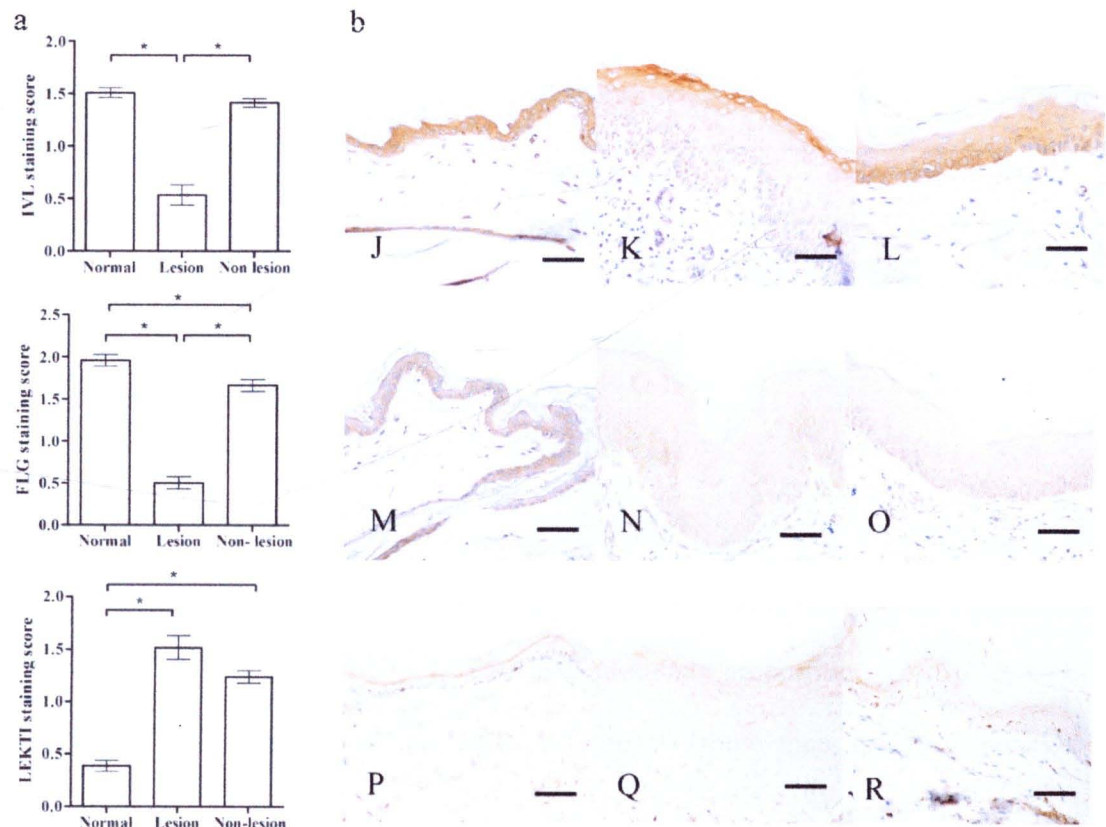 a
b
IVL staining score
2.0
1.5
1.0
0.5
0.0
* *
Normal Lesion Non lesion
J K L
FLG staining score
2.5
2.0
1.5
1.0
0.5
0.0
*
* *
Normal Lesion Non- lesion
M N O
LEKTI staining score
2.0
1.5
1.0
0.5
0.0
*
*
Normal Lesion Non-lesion
P Q R